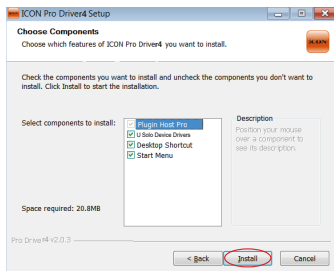 ICON Pro Driver4 Setup
Choose Components
Choose which features of ICON Pro Driver4 you want to install.
ICON
Check the components you want to install and uncheck the components you don't want to
install. Click Install to start the installation.
Select components to install:
Plugin Host Pro
U Solo Device Drivers
Desktop Shortcut
Start Menu
Description
Position your mouse
over a component to
see its description.
Space required: 20.8MB
Pro Driver4 v2.0.3
< Back
Install
Cancel